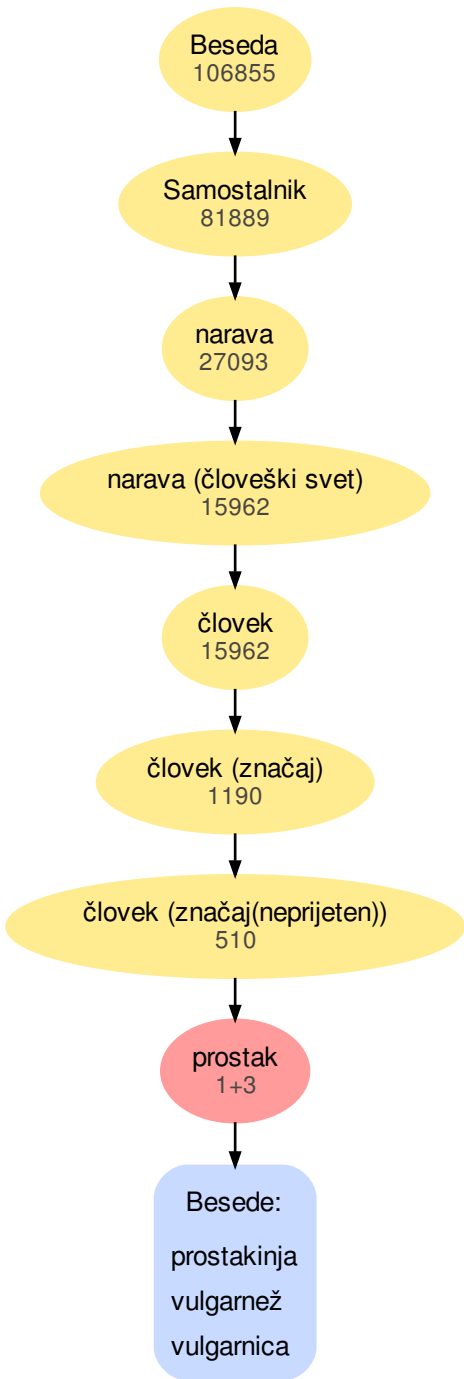 Beseda
106855
Samostalnik
81889
narava
27093
narava (človeški svet)
15962
človek
15962
človek (značaj)
1190
človek (značaj(neprijeten))
510
prostak
1+3
Besede:
prostakinja
vulgarnež
vulgarnica